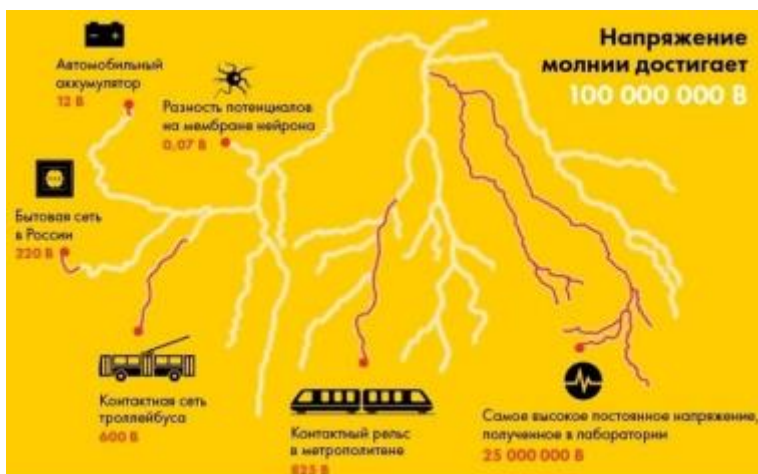 Напряжение
молнии достигает
100 000 000 В
Автомобильный
аккумулятор
12 В
Разность потенциалов
на мембране нейрона
0,07 В
Бытовая сеть
в России
220 В
Контактная сеть
троллейбуса
600 В
Контактный рельс
в метрополитене
825 В
Самое высокое постоянное напряжение,
полученное в лаборатории
25 000 000 В